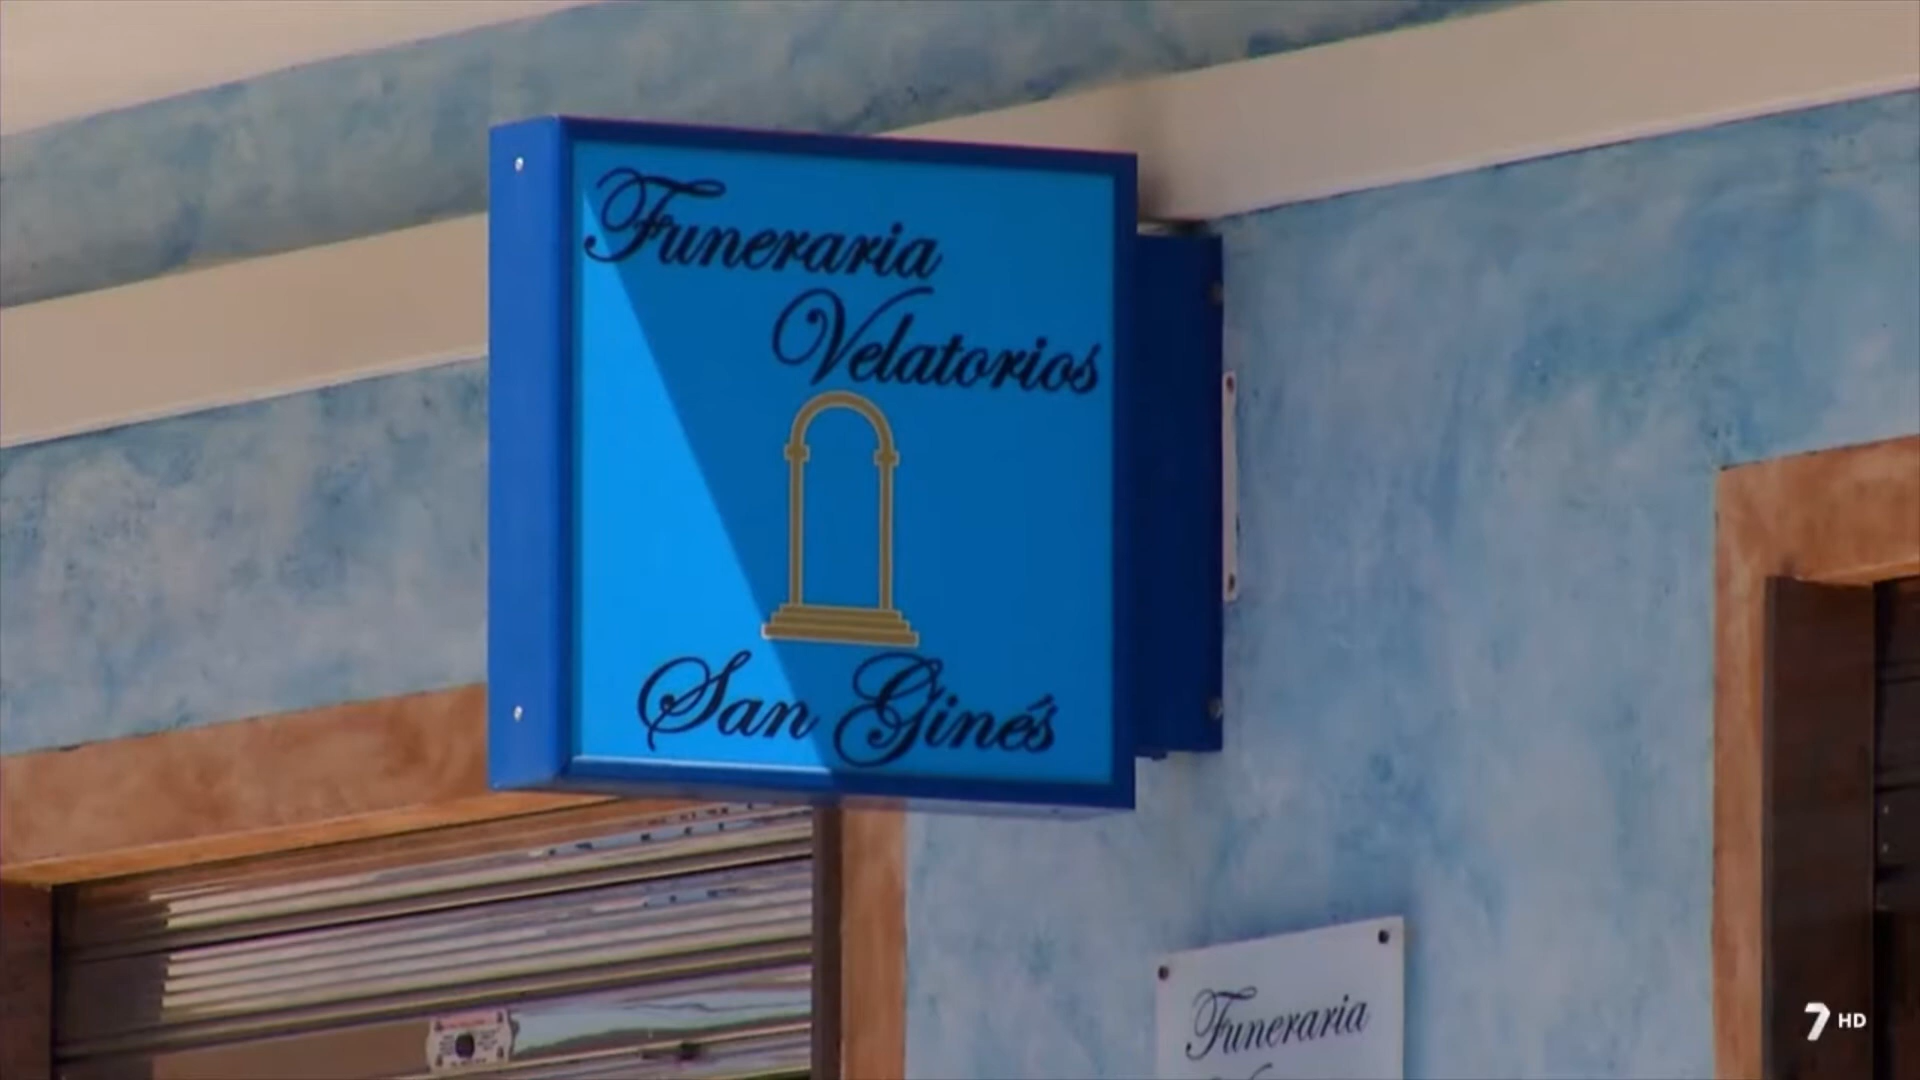 Funeraria
Velatorios
San Ginés
Funeraria
7 HD